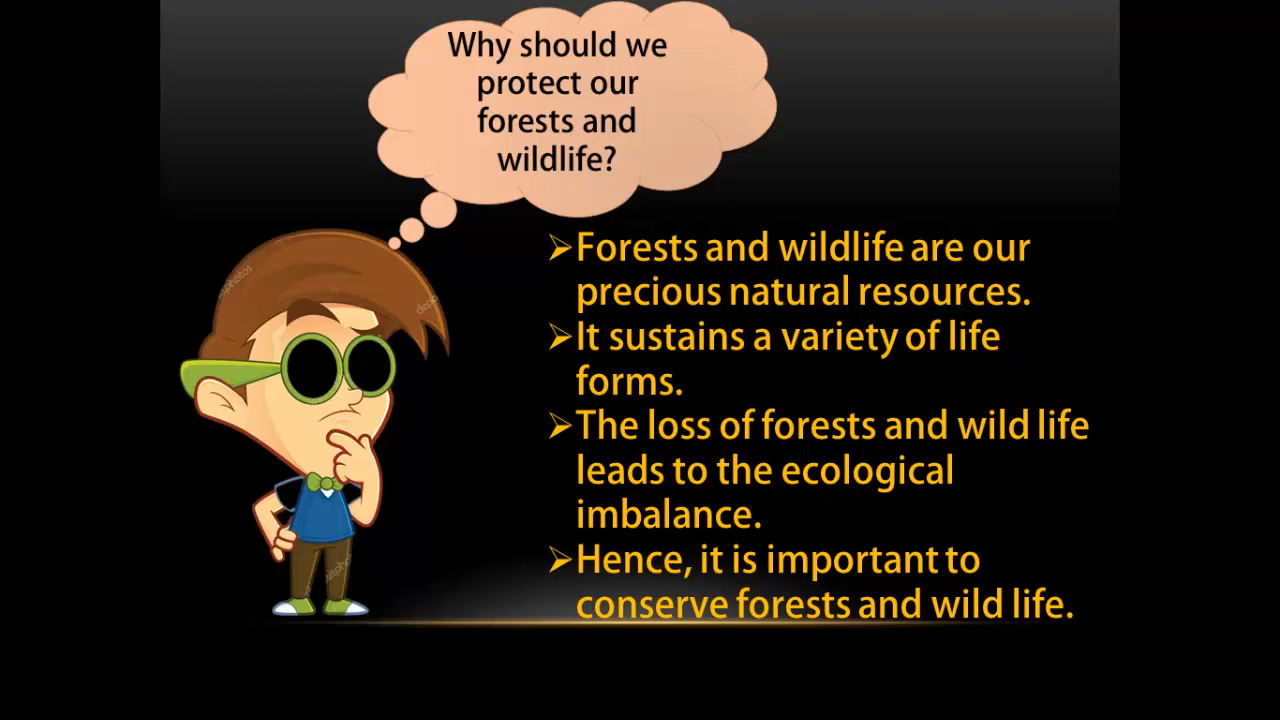 Why should we
protect our
forests and
wildlife?
➢Forests and wildlife are our
precious natural resources.
➢It sustains a variety of life
forms.
➢The loss of forests and wild life
leads to the ecological
imbalance.
➢Hence, it is important to
conserve forests and wild life.